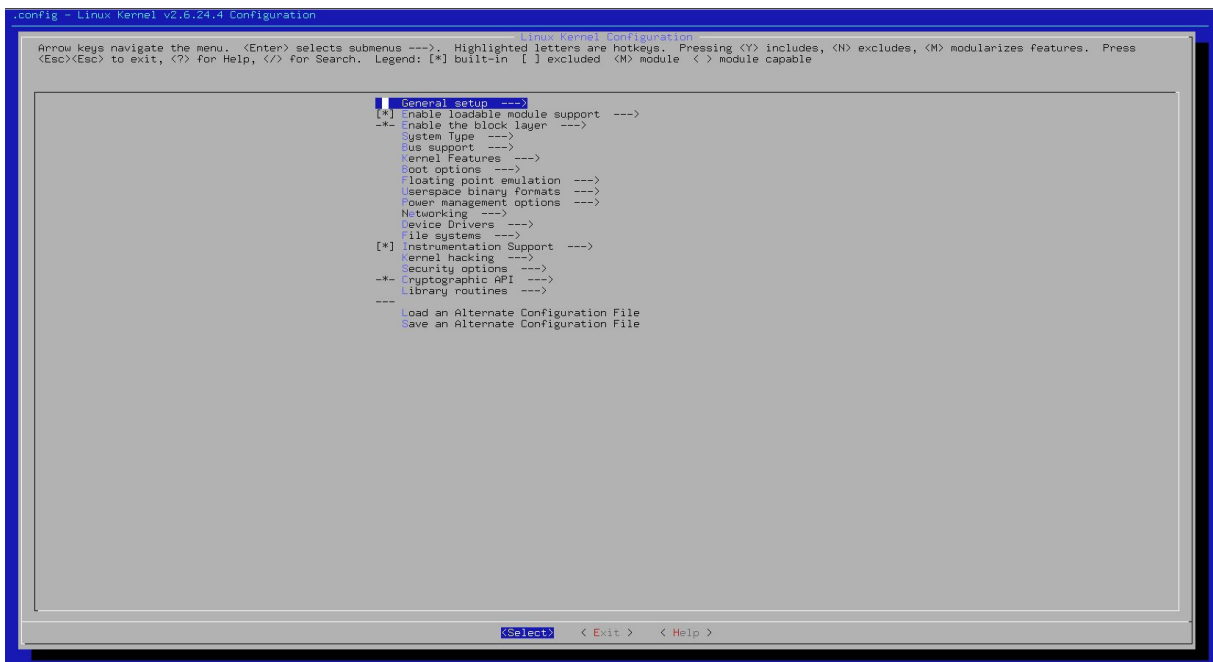 .config - Linux Kernel v2.6.24.4 Configuration
Linux Kernel Configuration
Arrow keys navigate the menu.  <Enter> selects submenus --->.  Highlighted letters are hotkeys.  Pressing <Y> includes, <N> excludes, <M> modularizes features.  Press
<Esc><Esc> to exit, <?> for Help, </> for Search.  Legend: [*] built-in  [ ] excluded  <M> module  < > module capable
General setup  --->
[*] Enable loadable module support  --->
-*- Enable the block layer  --->
System Type  --->
Bus support  --->
Kernel Features  --->
Boot options  --->
Floating point emulation  --->
Userspace binary formats  --->
Power management options  --->
Networking  --->
Device Drivers  --->
File systems  --->
[*] Instrumentation Support  --->
Kernel hacking  --->
Security options  --->
-*- Cryptographic API  --->
Library routines  --->
---
Load an Alternate Configuration File
Save an Alternate Configuration File
<Select>    < Exit >    < Help >